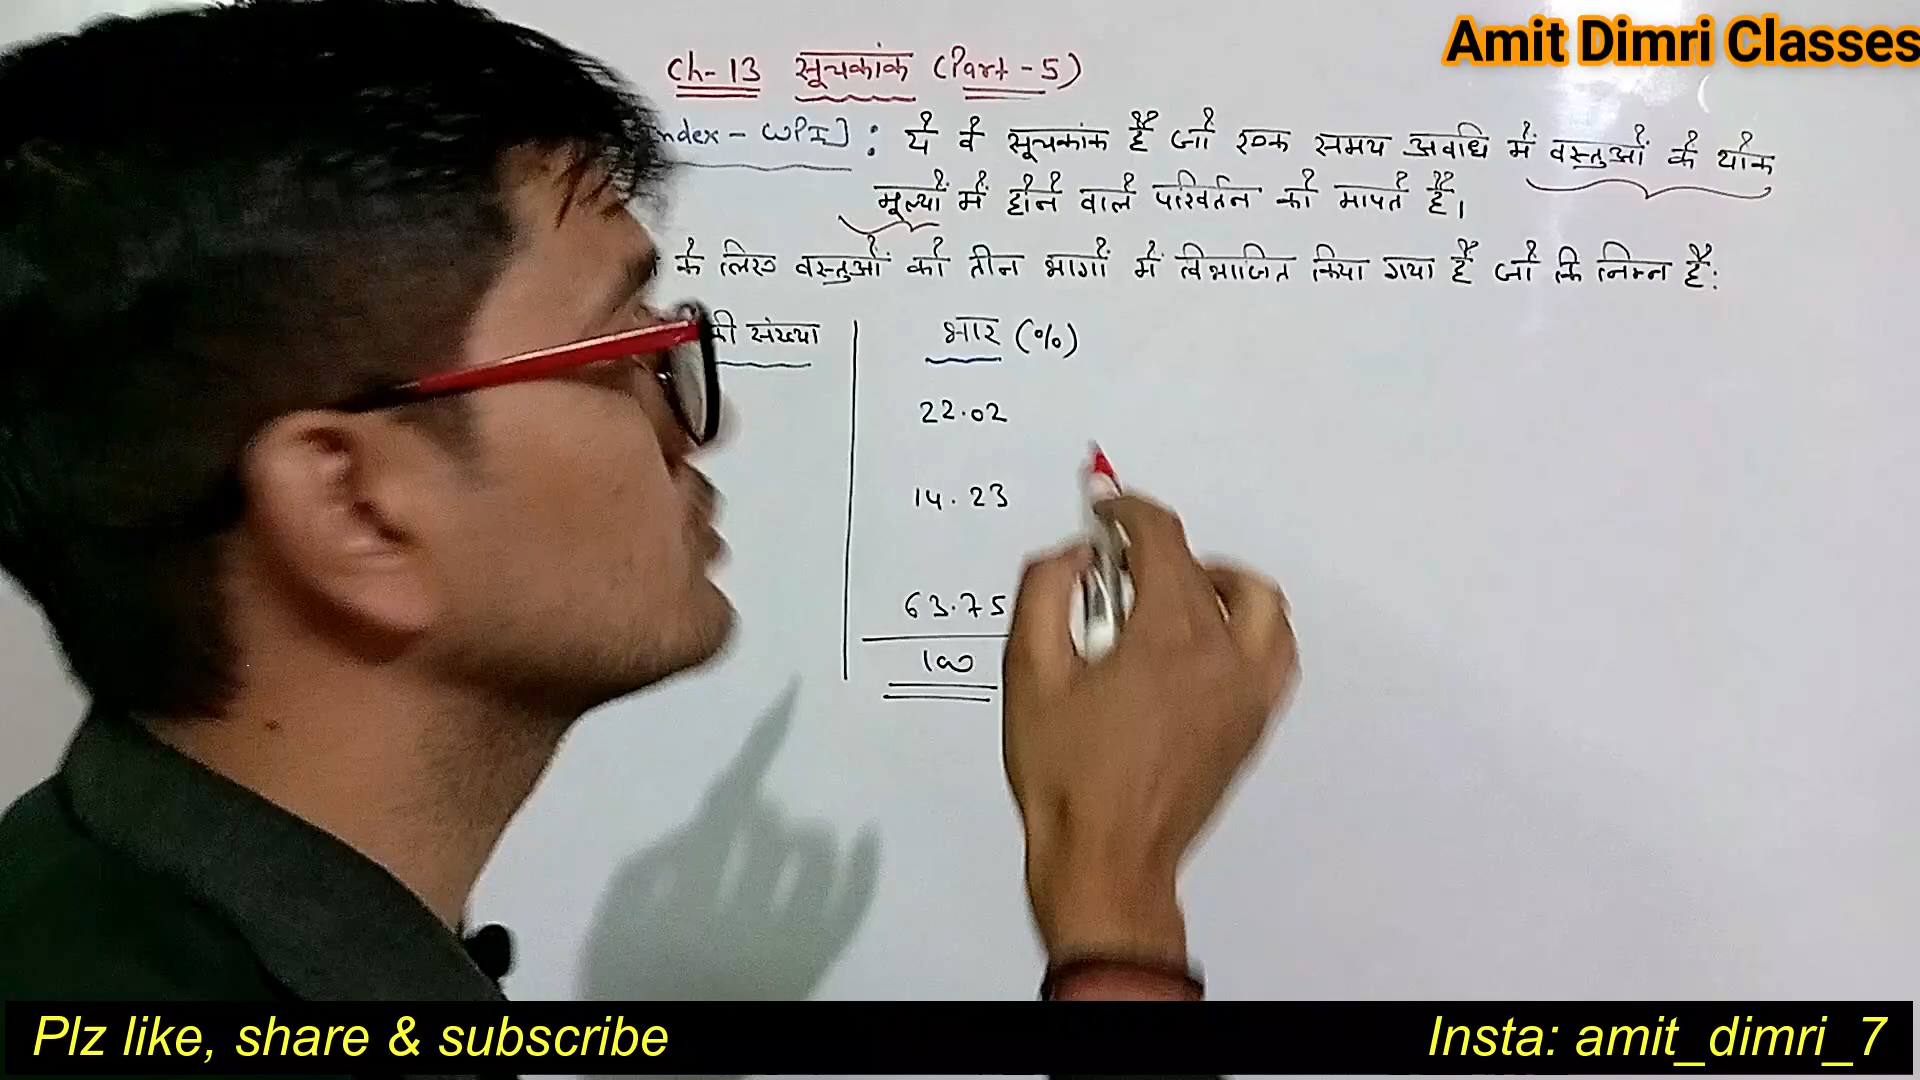 Amit Dimri Classes
Ch-13 सूचकांक (Part-5)
Index - WPI] : ये वे सूचकांक हैं जो एक समय अवधि में वस्तुओं के थोक
मूल्यों में होने वाले परिवर्तन को मापते हैं।
के लिए वस्तुओं को तीन भागों में विभाजित किया गया है जो कि निम्न हैं:
की संख्या
भार (%)
22.02
14.23
63.75
100
Plz like, share & subscribe
Insta: amit_dimri_7